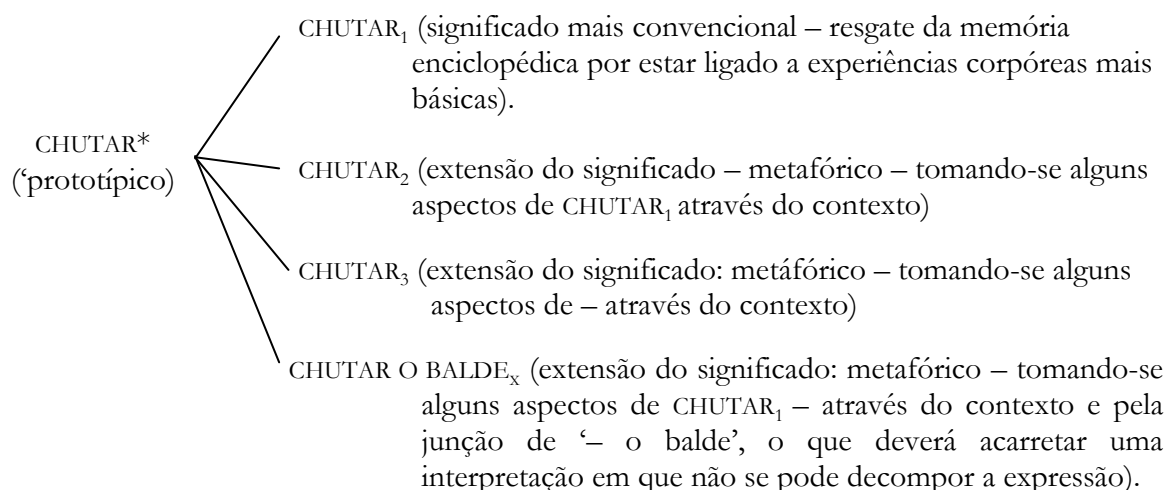 CHUTAR₁ (significado mais convencional – resgate da memória
enciclopédica por estar ligado a experiências corpóreas mais
básicas).
CHUTAR*
(‘prototípico)
CHUTAR₂ (extensão do significado – metafórico – tomando-se alguns
aspectos de CHUTAR₁ através do contexto)
CHUTAR₃ (extensão do significado: metáfórico – tomando-se alguns
aspectos de – através do contexto)
CHUTAR O BALDEₓ (extensão do significado: metafórico – tomando-se
alguns aspectos de CHUTAR₁ – através do contexto e pela
junção de ‘– o balde’, o que deverá acarretar uma
interpretação em que não se pode decompor a expressão).